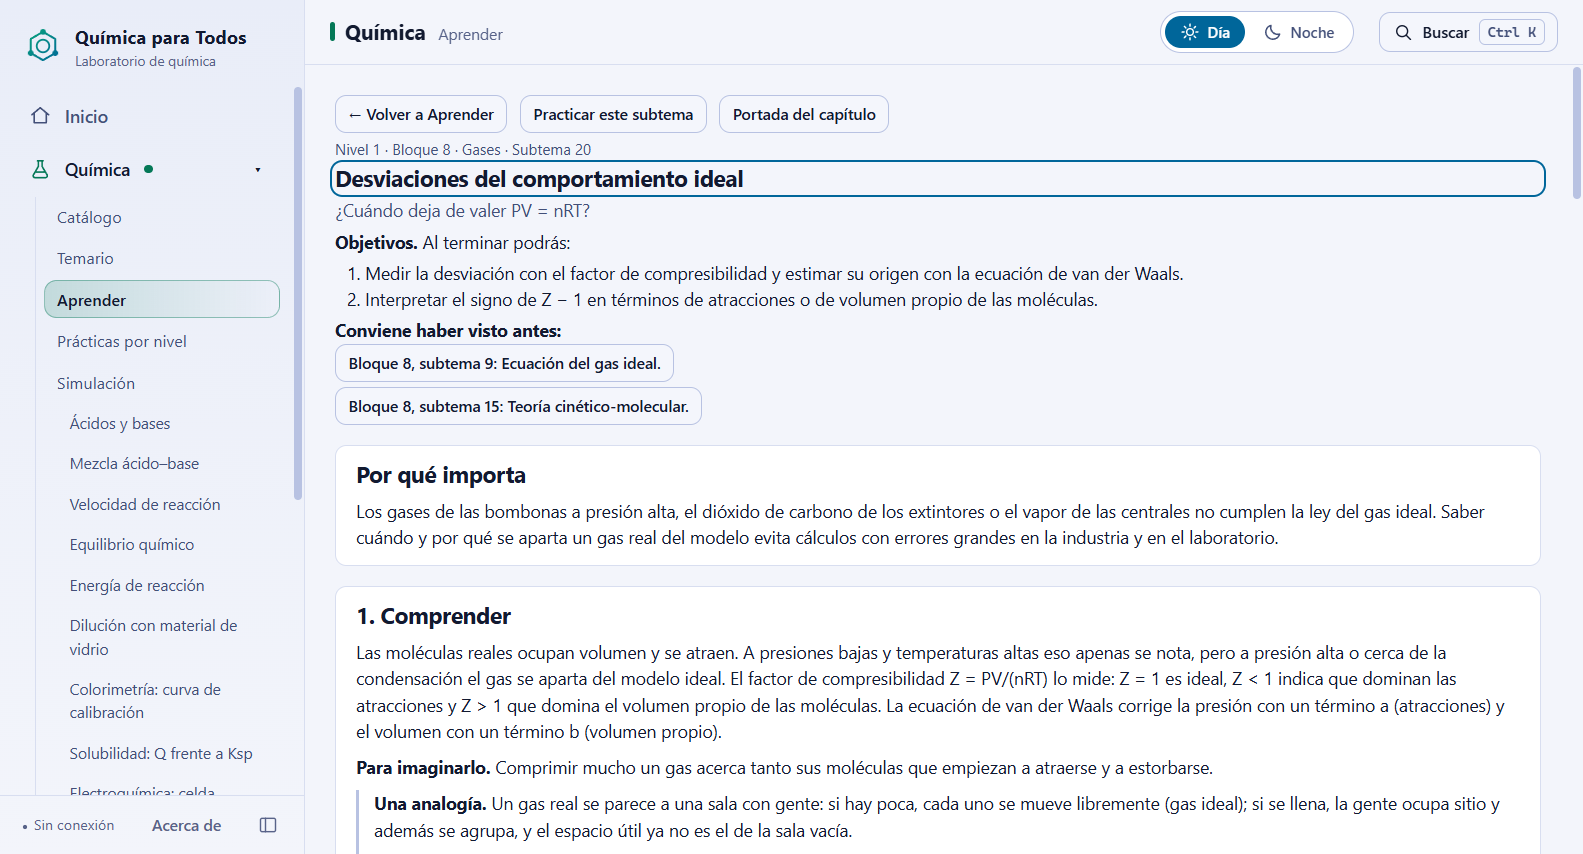 Química para Todos
Laboratorio de química
Inicio
Química
Catálogo
Temario
Aprender
Prácticas por nivel
Simulación
Ácidos y bases
Mezcla ácido–base
Velocidad de reacción
Equilibrio químico
Energía de reacción
Dilución con material de
vidrio
Colorimetría: curva de
calibración
Solubilidad: Q frente a Ksp
Electroquímica: celda
Sin conexión
Acerca de
Química Aprender
Día
Noche
Buscar Ctrl K
← Volver a Aprender
Practicar este subtema
Portada del capítulo
Nivel 1 · Bloque 8 · Gases · Subtema 20
Desviaciones del comportamiento ideal
¿Cuándo deja de valer PV = nRT?
Objetivos. Al terminar podrás:
1. Medir la desviación con el factor de compresibilidad y estimar su origen con la ecuación de van der Waals.
2. Interpretar el signo de Z − 1 en términos de atracciones o de volumen propio de las moléculas.
Conviene haber visto antes:
Bloque 8, subtema 9: Ecuación del gas ideal.
Bloque 8, subtema 15: Teoría cinético-molecular.
Por qué importa
Los gases de las bombonas a presión alta, el dióxido de carbono de los extintores o el vapor de las centrales no cumplen la ley del gas ideal. Saber
cuándo y por qué se aparta un gas real del modelo evita cálculos con errores grandes en la industria y en el laboratorio.
1. Comprender
Las moléculas reales ocupan volumen y se atraen. A presiones bajas y temperaturas altas eso apenas se nota, pero a presión alta o cerca de la
condensación el gas se aparta del modelo ideal. El factor de compresibilidad Z = PV/(nRT) lo mide: Z = 1 es ideal, Z < 1 indica que dominan las
atracciones y Z > 1 que domina el volumen propio de las moléculas. La ecuación de van der Waals corrige la presión con un término a (atracciones) y
el volumen con un término b (volumen propio).
Para imaginarlo. Comprimir mucho un gas acerca tanto sus moléculas que empiezan a atraerse y a estorbarse.
Una analogía. Un gas real se parece a una sala con gente: si hay poca, cada uno se mueve libremente (gas ideal); si se llena, la gente ocupa sitio y
además se agrupa, y el espacio útil ya no es el de la sala vacía.